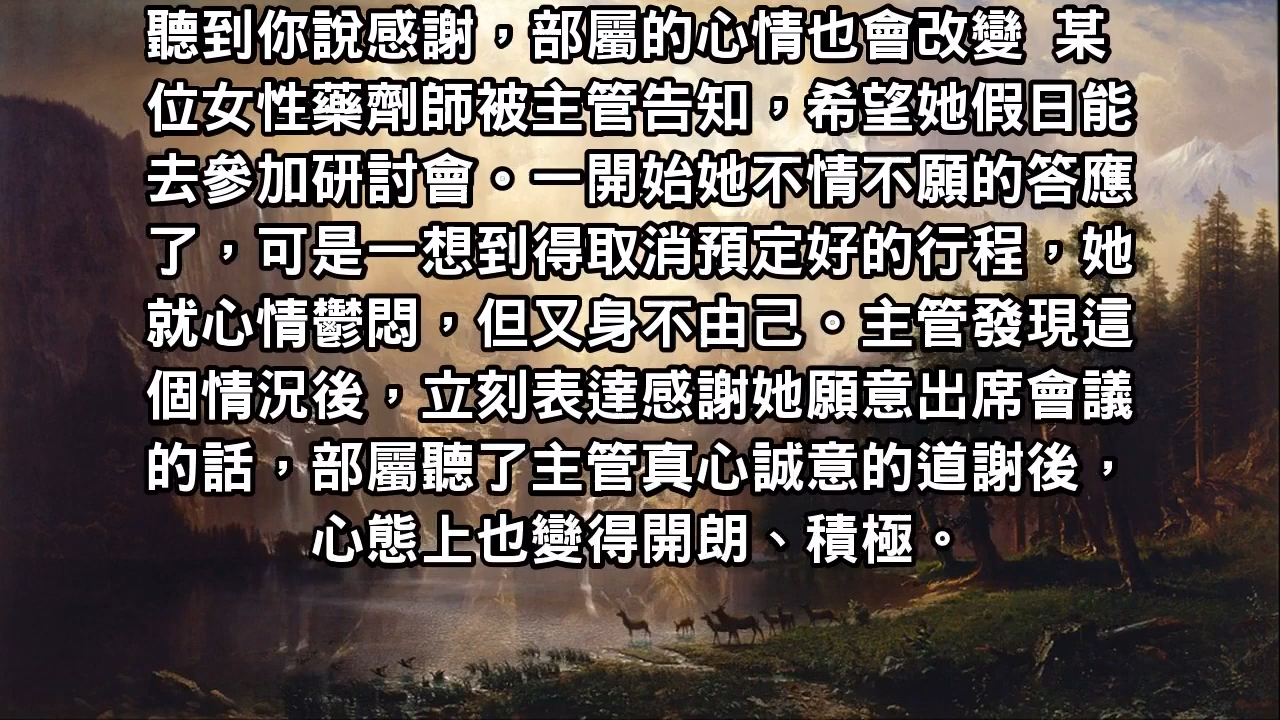 聽到你說感謝，部屬的心情也會改變 某
位女性藥劑師被主管告知，希望她假日能
去參加研討會。一開始她不情不願的答應
了，可是一想到得取消預定好的行程，她
就心情鬱悶，但又身不由己。主管發現這
個情況後，立刻表達感謝她願意出席會議
的話，部屬聽了主管真心誠意的道謝後，
心態上也變得開朗、積極。